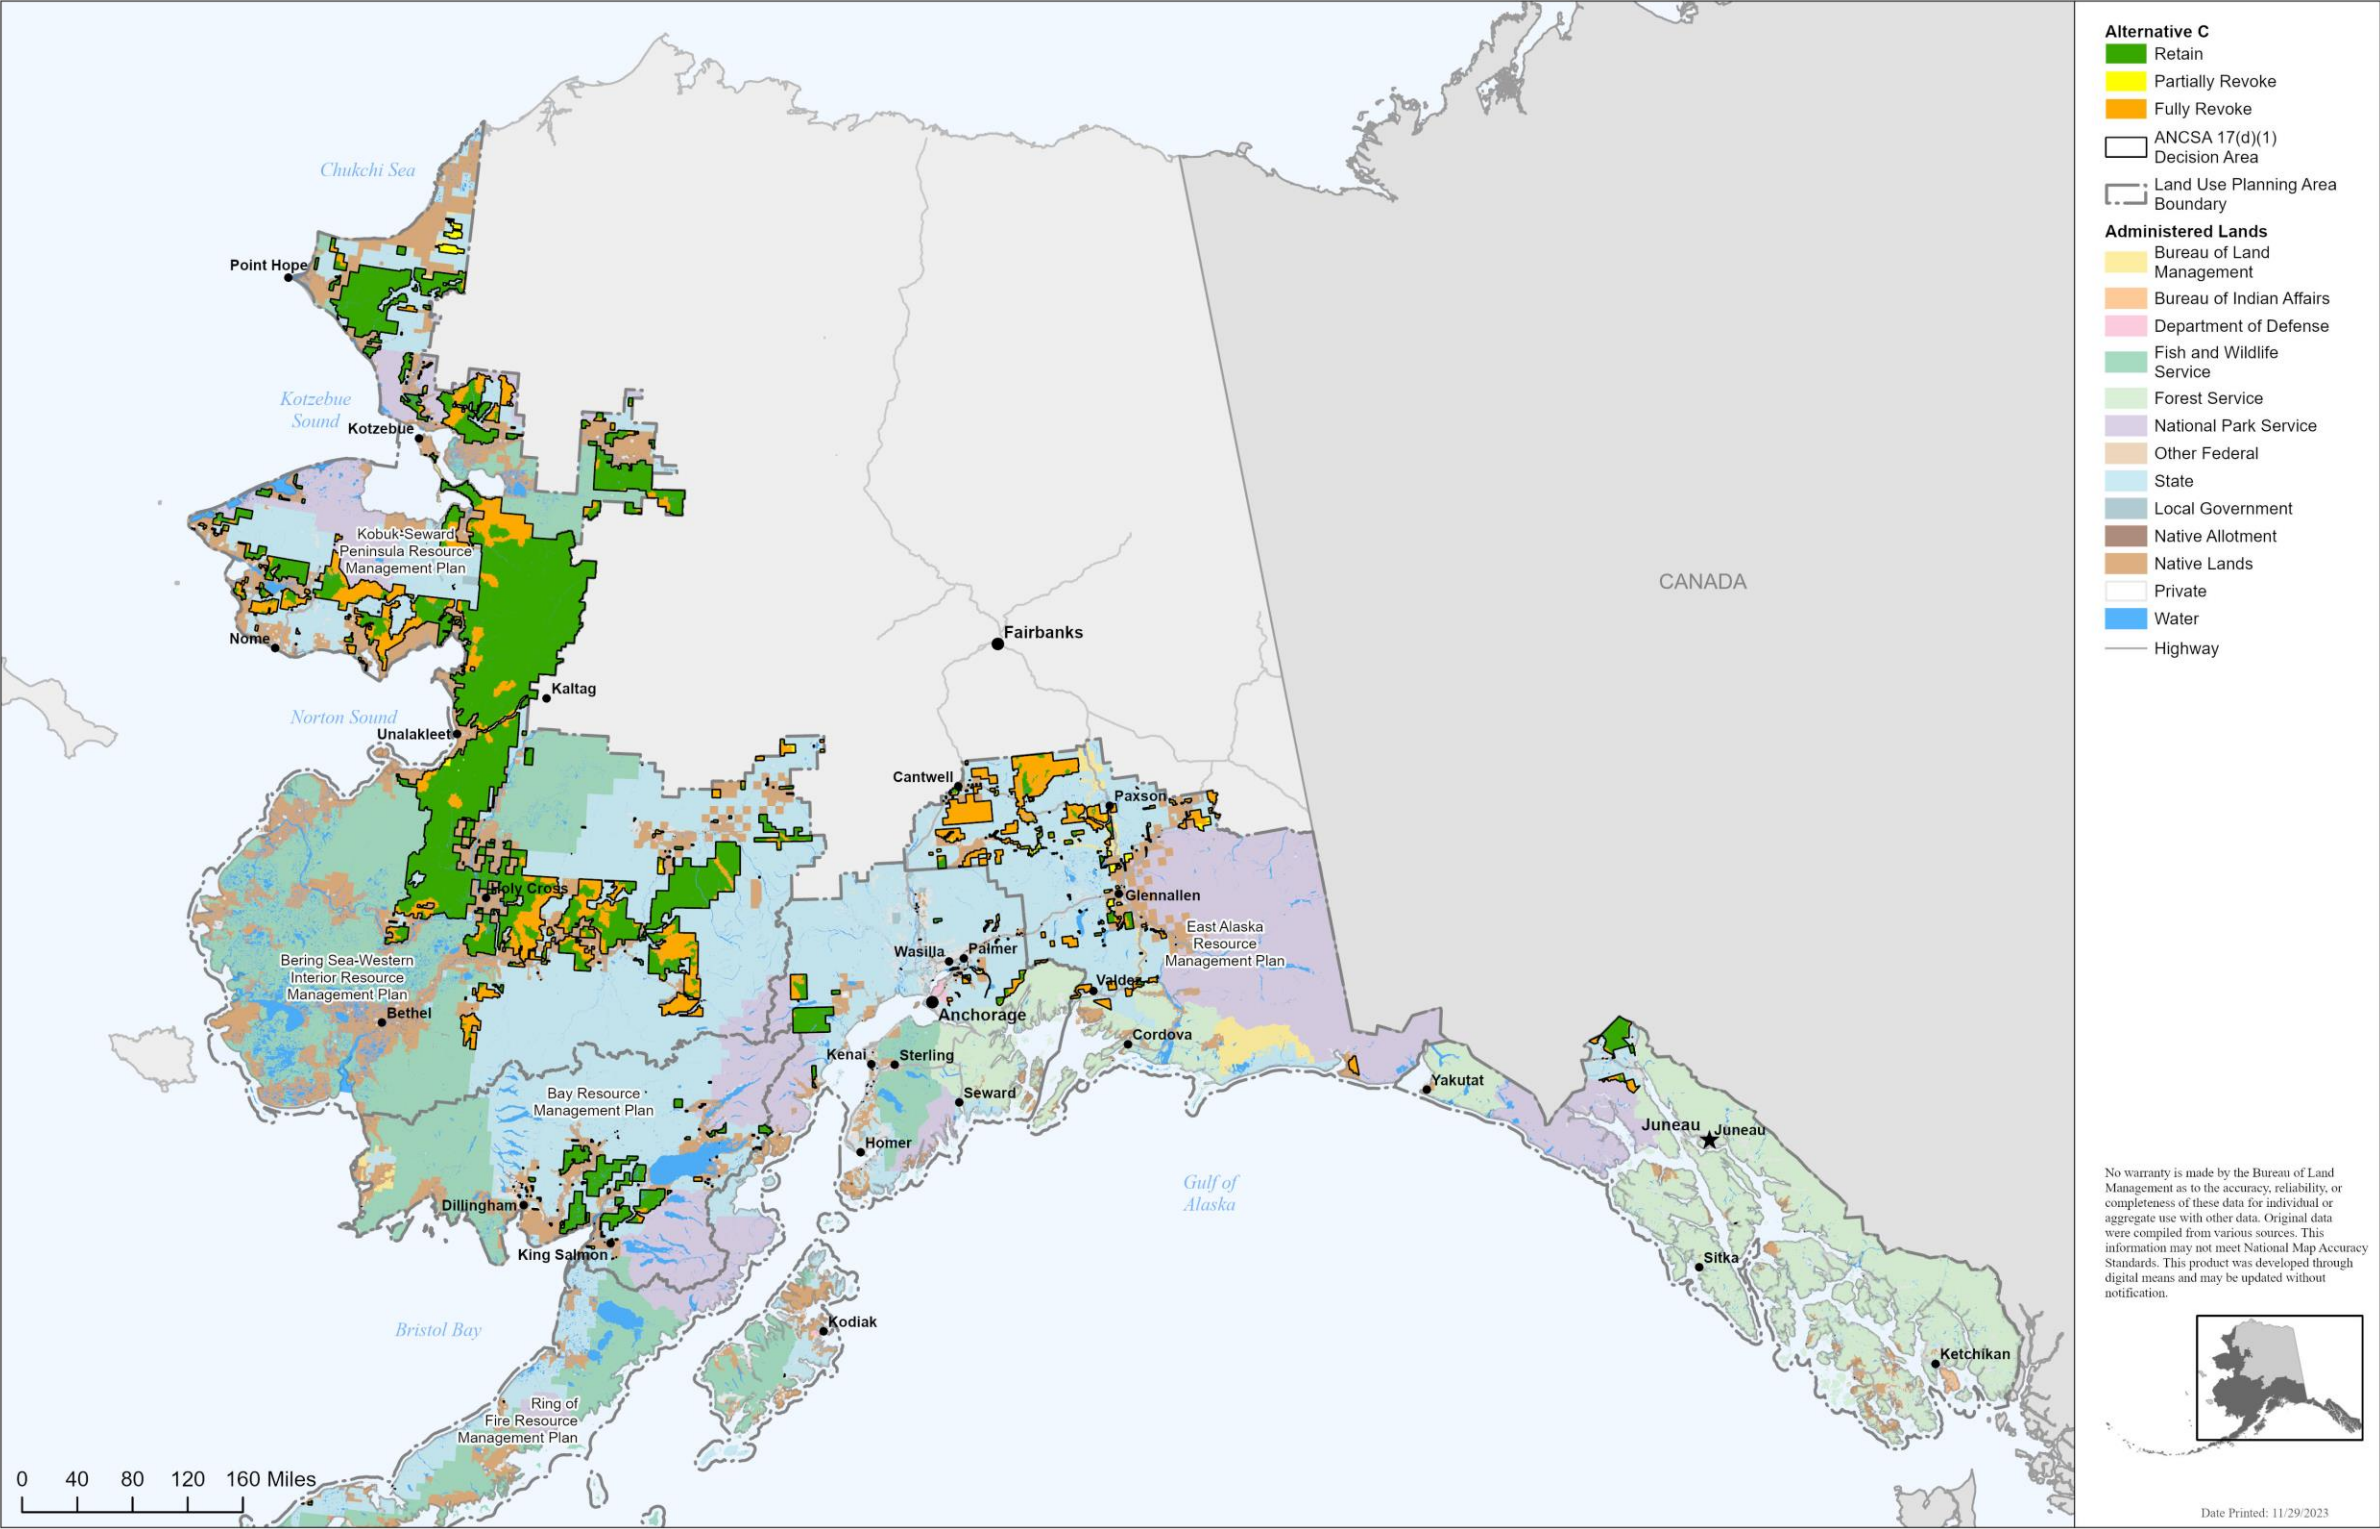 Chukchi Sea
Point Hope
Kotzebue
Sound
Kotzebue
Kobuk-Seward
Peninsula Resource
Management Plan
Nome
Norton Sound
Unalakleet
Kaltag
Fairbanks
CANADA
Cantwell
Paxson
Holy Cross
Glennallen
East Alaska
Resource
Management Plan
Wasilla
Palmer
Bering Sea-Western
Interior Resource
Management Plan
Valdez
Bethel
Anchorage
Cordova
Kenai
Sterling
Bay Resource
Management Plan
Seward
Yakutat
Homer
Juneau
Juneau
Gulf of
Alaska
Dillingham
King Salmon
Sitka
Bristol Bay
Kodiak
Ketchikan
Ring of
Fire Resource
Management Plan
0 40 80 120 160 Miles
Alternative C
Retain
Partially Revoke
Fully Revoke
ANCSA 17(d)(1)
Decision Area
Land Use Planning Area
Boundary
Administered Lands
Bureau of Land
Management
Bureau of Indian Affairs
Department of Defense
Fish and Wildlife
Service
Forest Service
National Park Service
Other Federal
State
Local Government
Native Allotment
Native Lands
Private
Water
Highway
No warranty is made by the Bureau of Land
Management as to the accuracy, reliability, or
completeness of these data for individual or
aggregate use with other data. Original data
were compiled from various sources. This
information may not meet National Map Accuracy
Standards. This product was developed through
digital means and may be updated without
notification.
Date Printed: 11/29/2023